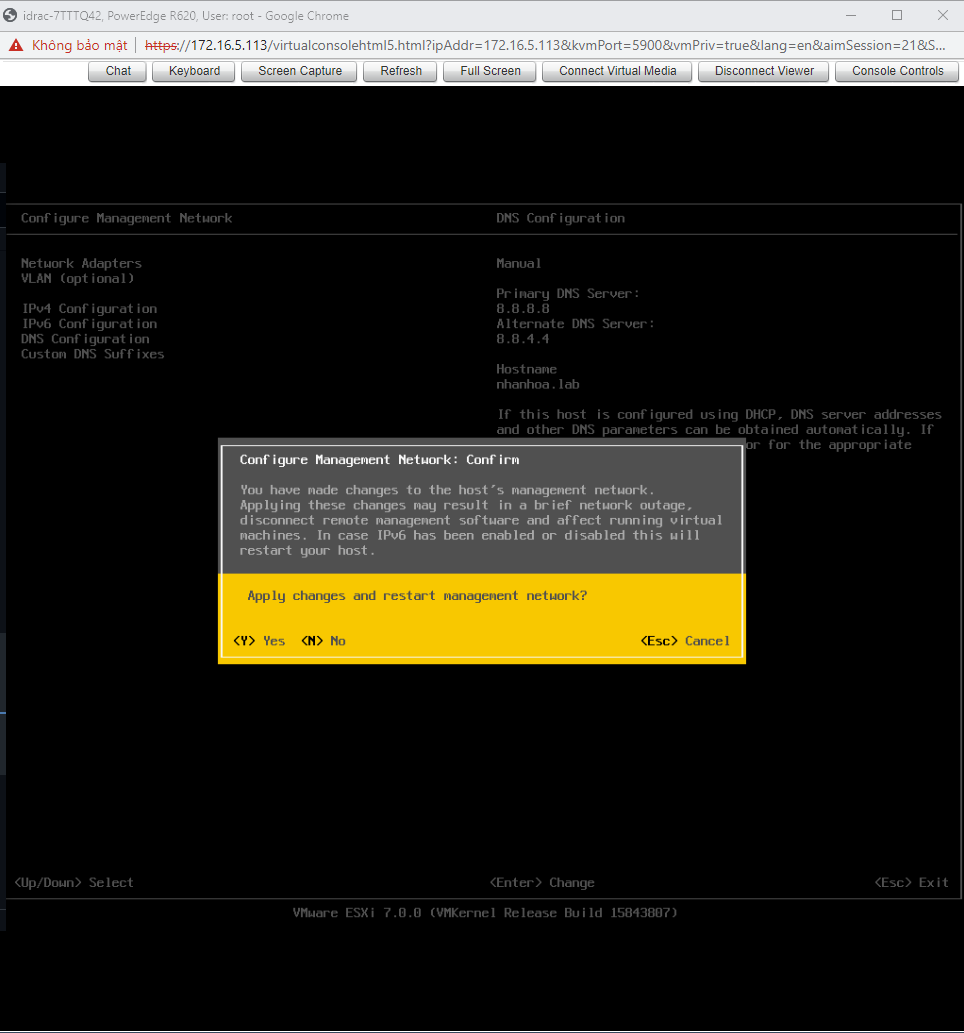 idrac-7TTTQ42, PowerEdge R620, User: root - Google Chrome
Không bảo mật | https://172.16.5.113/virtualconsolehtml5.html?ipAddr=172.16.5.113&kvmPort=5900&vmPriv=true&lang=en&aimSession=21&S...
Chat Keyboard Screen Capture Refresh Full Screen Connect Virtual Media Disconnect Viewer Console Controls
Configure Management Network
DNS Configuration
Network Adapters
VLAN (optional)
IPv4 Configuration
IPv6 Configuration
DNS Configuration
Custom DNS Suffixes
Manual
Primary DNS Server:
8.8.8.8
Alternate DNS Server:
8.8.4.4
Hostname
nhanhoa.lab
If this host is configured using DHCP, DNS server addresses
and other DNS parameters can be obtained automatically. If
or for the appropriate
Configure Management Network: Confirm
You have made changes to the host's management network.
Applying these changes may result in a brief network outage,
disconnect remote management software and affect running virtual
machines. In case IPv6 has been enabled or disabled this will
restart your host.
Apply changes and restart management network?
<Y> Yes <N> No <Esc> Cancel
<Up/Down> Select <Enter> Change <Esc> Exit
VMware ESXi 7.0.0 (VMKernel Release Build 15843807)